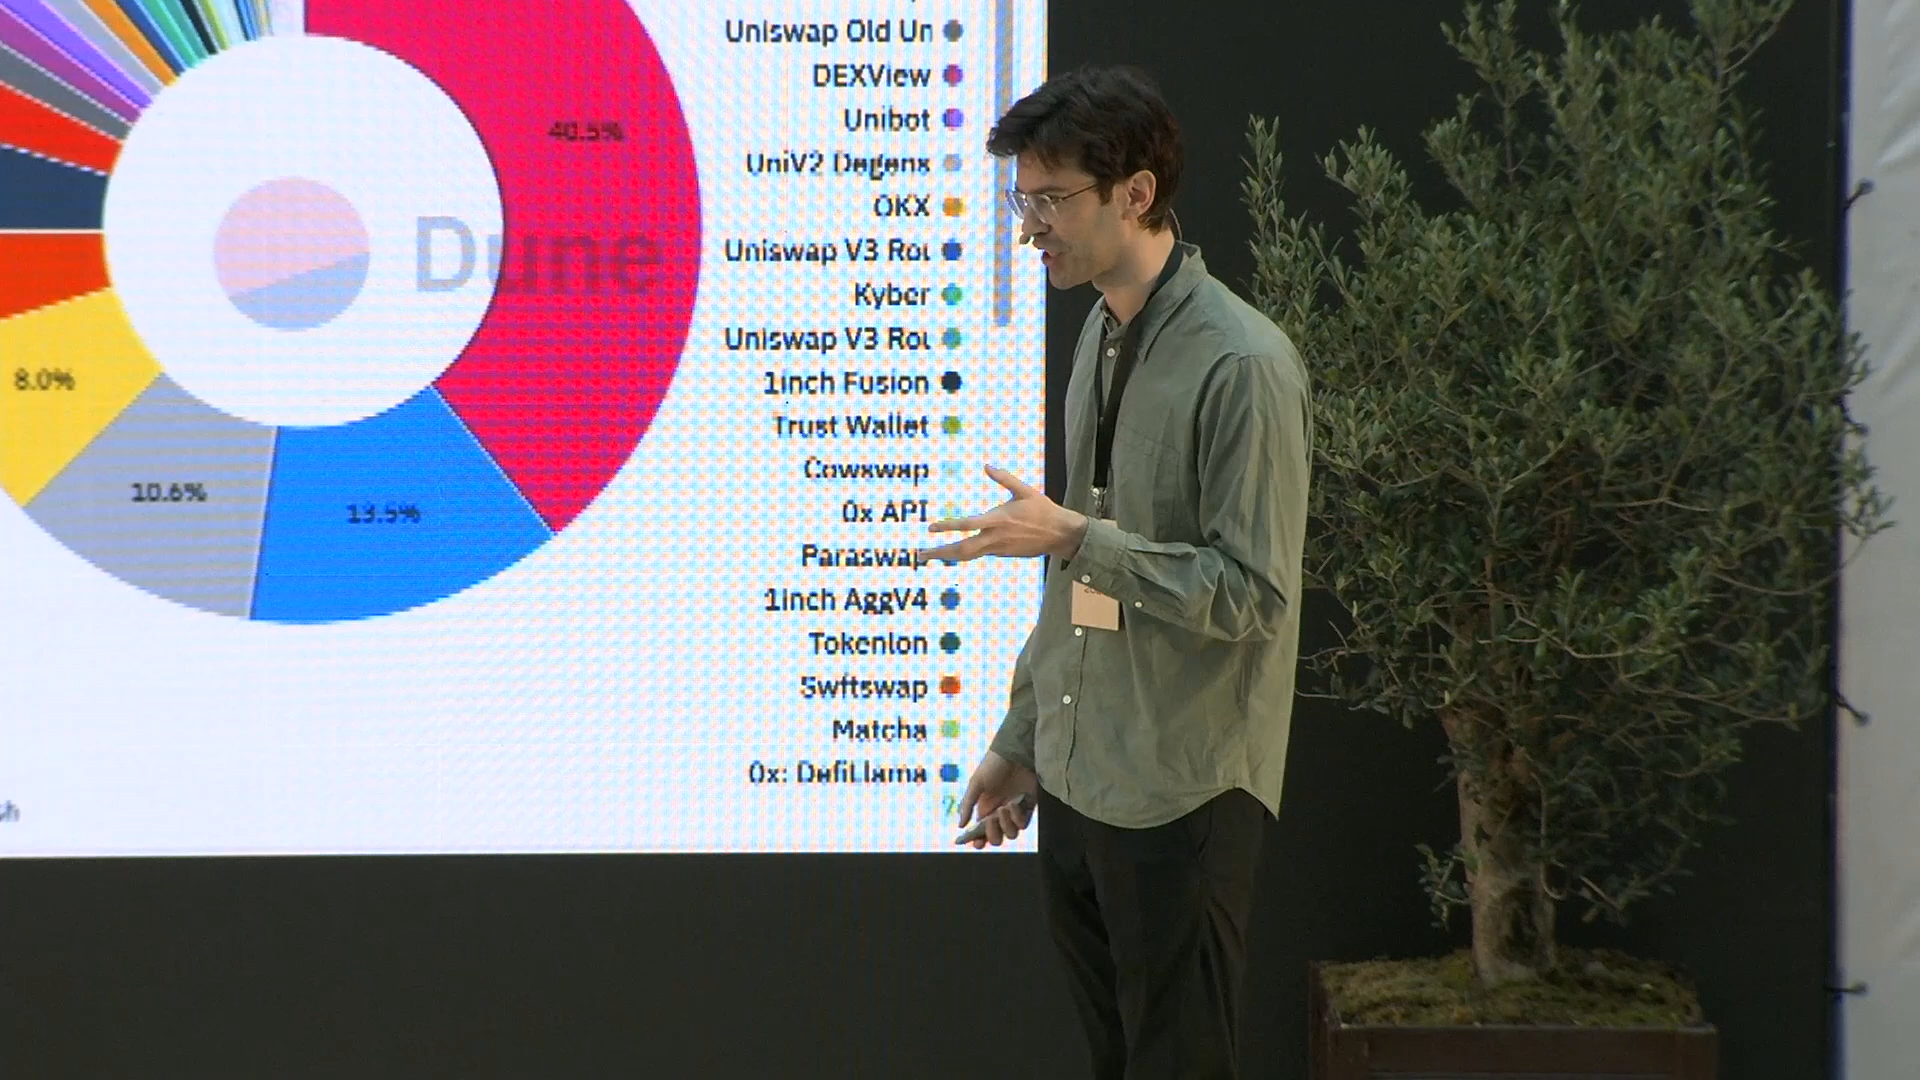 Uniswap Old Un
DEXView
40.5%
Unibot
UniV2 Degens
OKX
Dune
Uniswap V3 Rou
Kyber
Uniswap V3 Rou
8.0%
1inch Fusion
Trust Wallet
Cowswap
10.6%
13.5%
0x API
Paraswap
1inch AggV4
Tokenlon
Swftswap
Matcha
0x: DefiLlama
sh